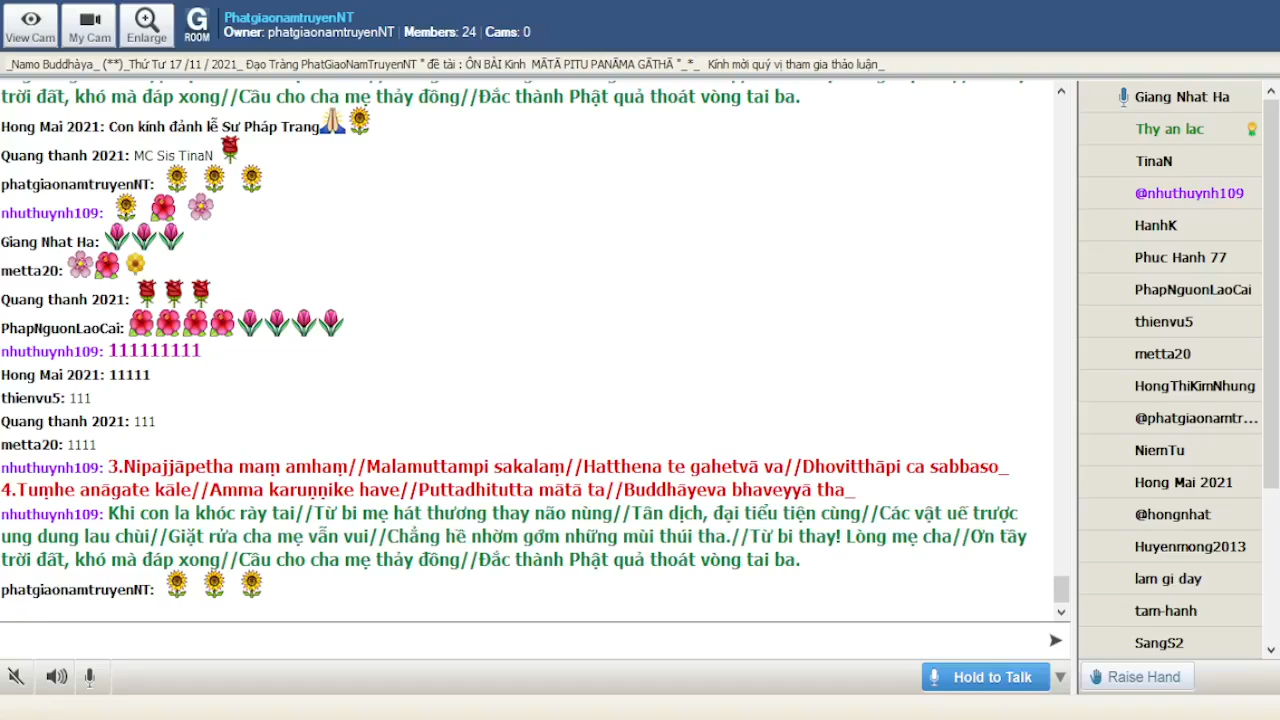 View Cam
My Cam
Enlarge
G
ROOM
PhatgiaonamtruyenNT
Owner: phatgiaonamtruyenNT | Members: 24 | Cams: 0
_Namo Buddhàya_ (**)_Thứ Tư 17 /11 / 2021_ Đạo Tràng PhatGiaoNamTruyenNT " đề tài : ÔN BÀI Kinh MĀTĀ PITU PANĀMA GĀTHĀ "_*_ Kính mời quý vị tham gia thảo luận_
trời đất, khó mà đáp xong//Cầu cho cha mẹ thảy đồng//Đắc thành Phật quả thoát vòng tai ba.
Hong Mai 2021: Con kính đảnh lễ Sư Pháp Trang
Quang thanh 2021: MC Sis TinaN
phatgiaonamtruyenNT:
nhuthuynh109:
Giang Nhat Ha:
metta20:
Quang thanh 2021:
PhapNguonLaoCai:
nhuthuynh109: 111111111
Hong Mai 2021: 11111
thienvu5: 111
Quang thanh 2021: 111
metta20: 1111
nhuthuynh109: 3.Nipajjāpetha maṃ amhaṃ//Malamuttampi sakalaṃ//Hatthena te gahetvā va//Dhovitthāpi ca sabbaso_
4.Tuṃhe anāgate kāle//Amma karuṇṇike have//Puttadhitutta mātā ta//Buddhāyeva bhaveyyā tha_
nhuthuynh109: Khi con la khóc rày tai//Từ bi mẹ hát thương thay não nùng//Tân dịch, đại tiểu tiện cùng//Các vật uế trược
ung dung lau chùi//Giặt rửa cha mẹ vẫn vui//Chẳng hề nhờm gớm những mùi thúi tha.//Từ bi thay! Lòng mẹ cha//Ơn tầy
trời đất, khó mà đáp xong//Cầu cho cha mẹ thảy đồng//Đắc thành Phật quả thoát vòng tai ba.
phatgiaonamtruyenNT:
Hold to Talk
Giang Nhat Ha
Thy an lac
TinaN
@nhuthuynh109
HanhK
Phuc Hanh 77
PhapNguonLaoCai
thienvu5
metta20
HongThiKimNhung
@phatgiaonamtr...
NiemTu
Hong Mai 2021
@hongnhat
Huyenmong2013
lam gi day
tam-hanh
SangS2
Raise Hand